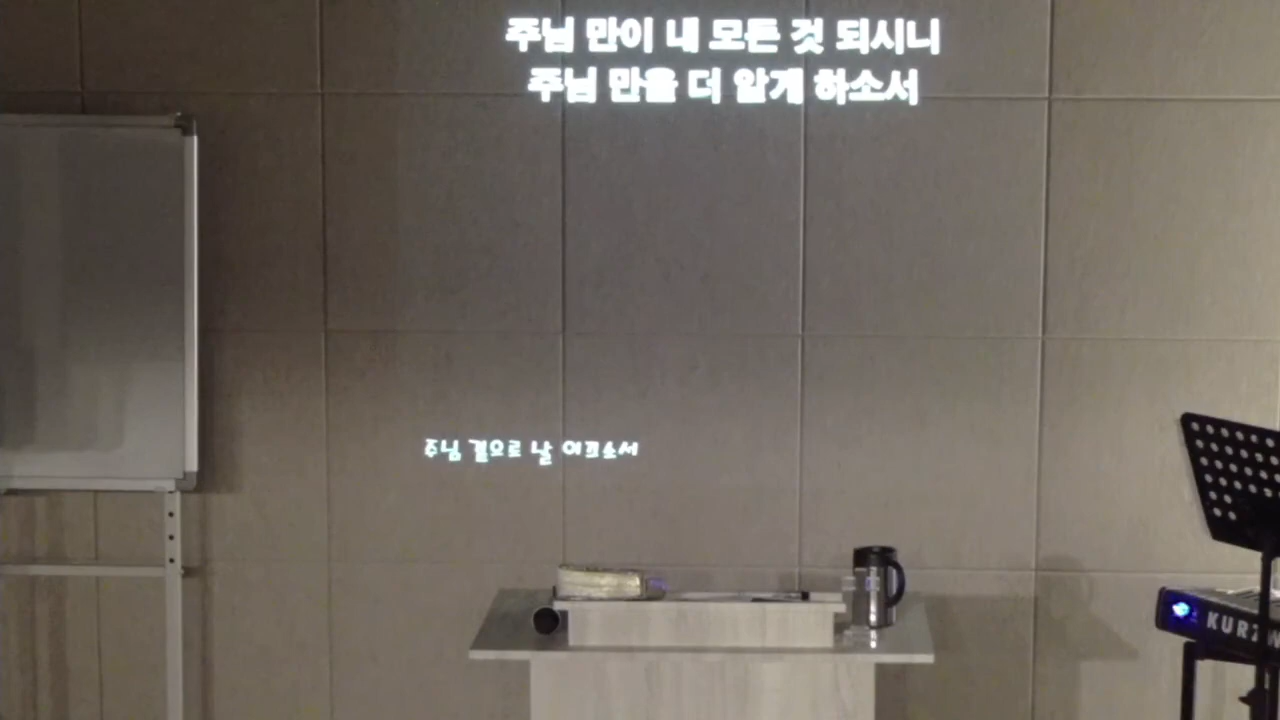 주님 만이 내 모든 것 되시니
주님 만을 더 알게 하소서
주님 곁으로 날 이끄소서